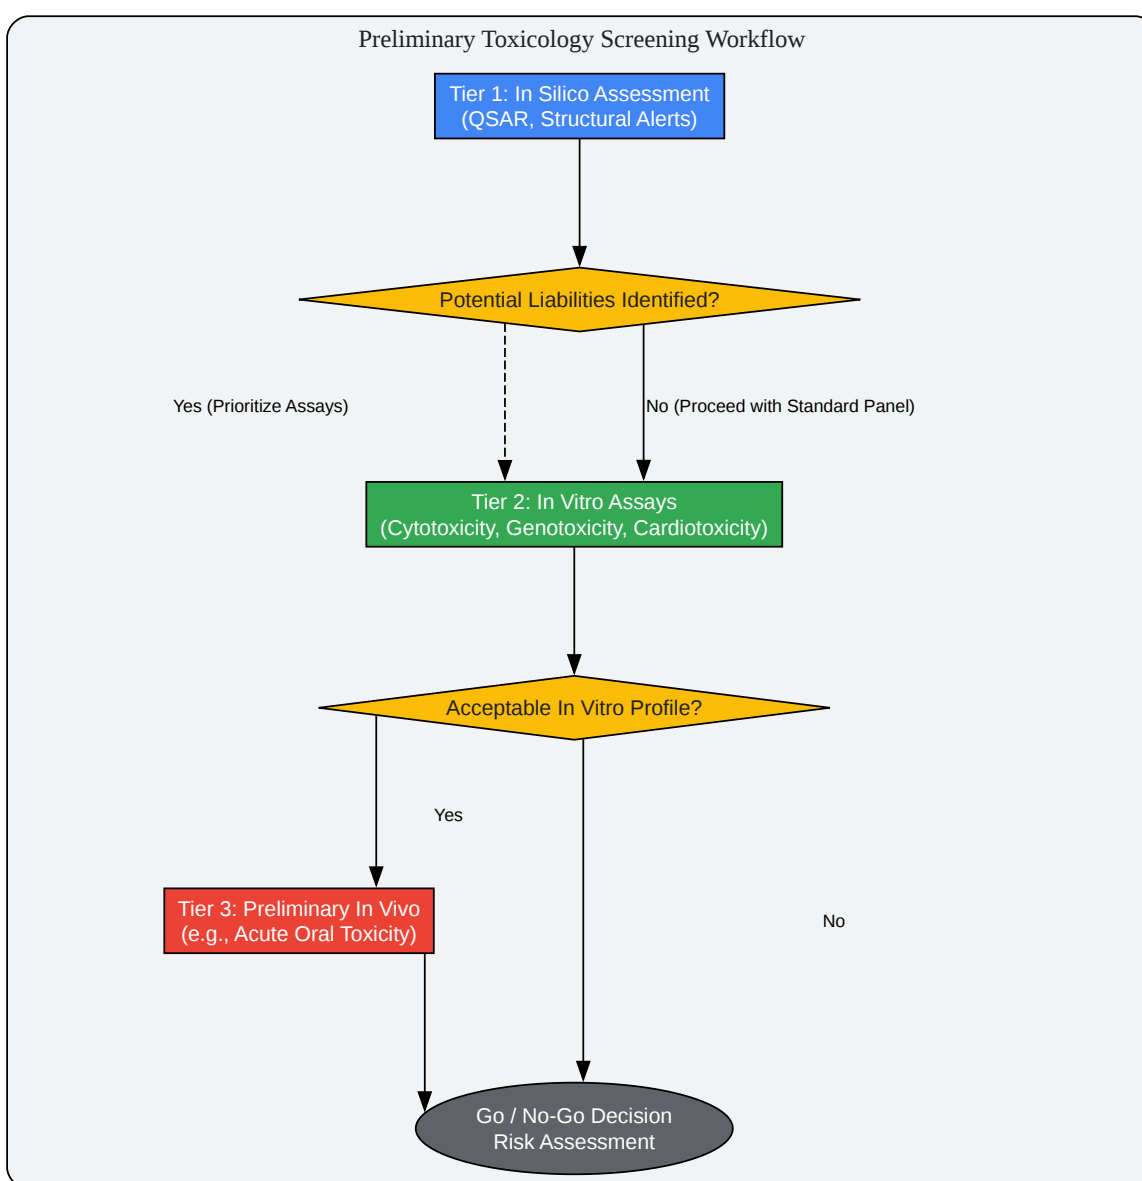 Preliminary Toxicology Screening Workflow
Tier 1: In Silico Assessment
(QSAR, Structural Alerts)
Potential Liabilities Identified?
Yes (Prioritize Assays)
No (Proceed with Standard Panel)
Tier 2: In Vitro Assays
(Cytotoxicity, Genotoxicity, Cardiotoxicity)
Acceptable In Vitro Profile?
Yes
Tier 3: Preliminary In Vivo
(e.g., Acute Oral Toxicity)
No
Go / No-Go Decision
Risk Assessment